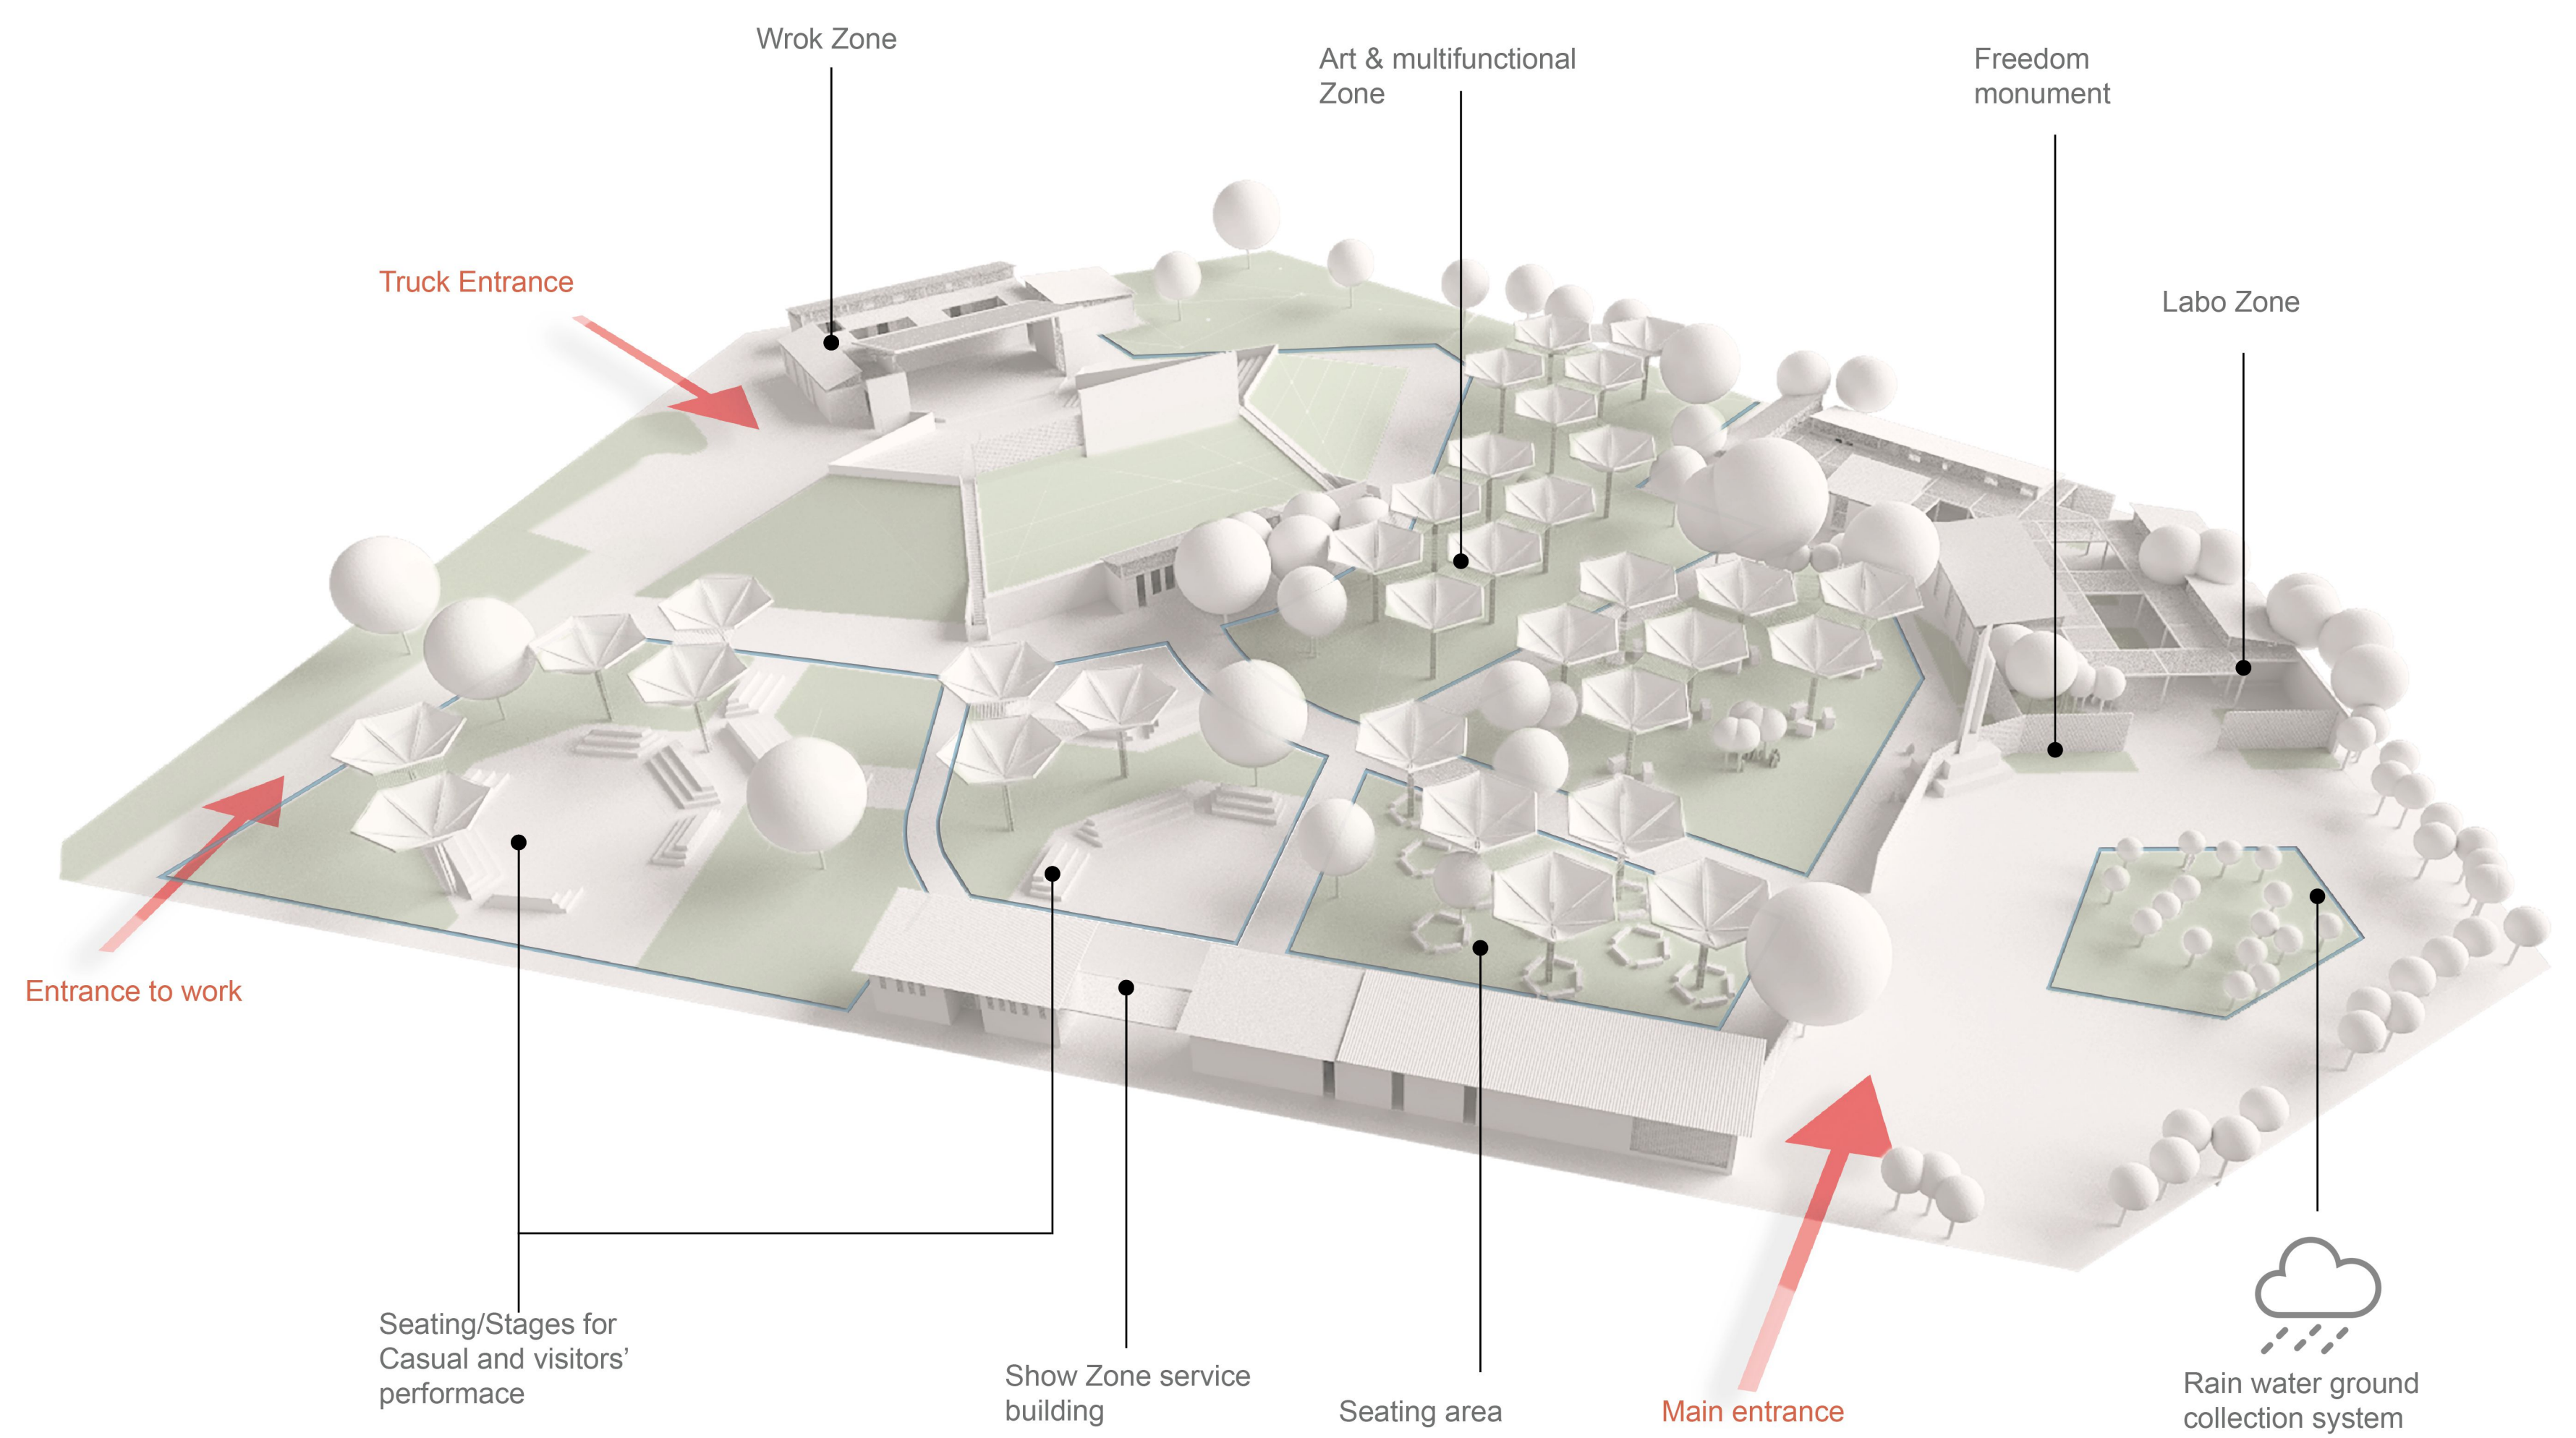 Wrok Zone
Art & multifunctional
Zone
Freedom
monument
Truck Entrance
Labo Zone
Entrance to work
Seating/Stages for
Casual and visitors’
performace
Show Zone service
building
Seating area
Main entrance
Rain water ground
collection system